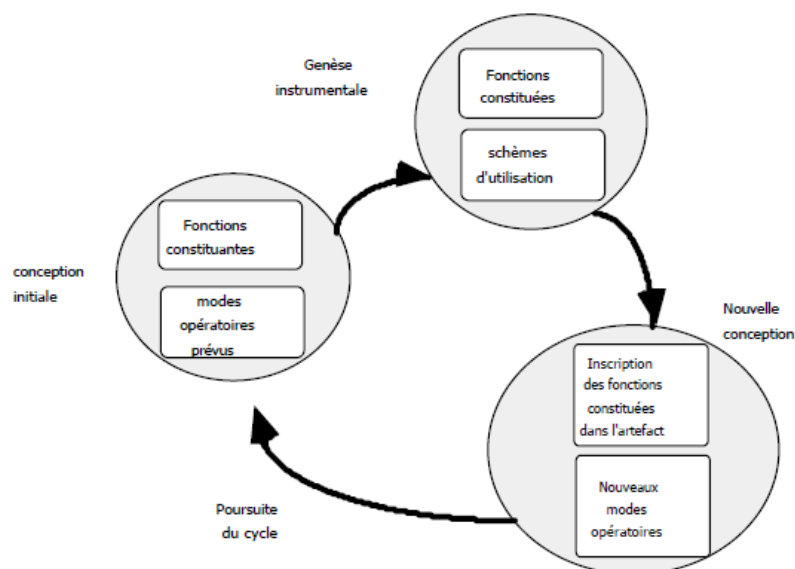 Genèse
instrumentale
Fonctions
constituées
schèmes
d'utilisation
conception
initiale
Fonctions
constituantes
modes
opératoires
prévus
Nouvelle
conception
Inscription
des fonctions
constituées
dans l'artefact
Nouveaux
modes
opératoires
Poursuite
du cycle